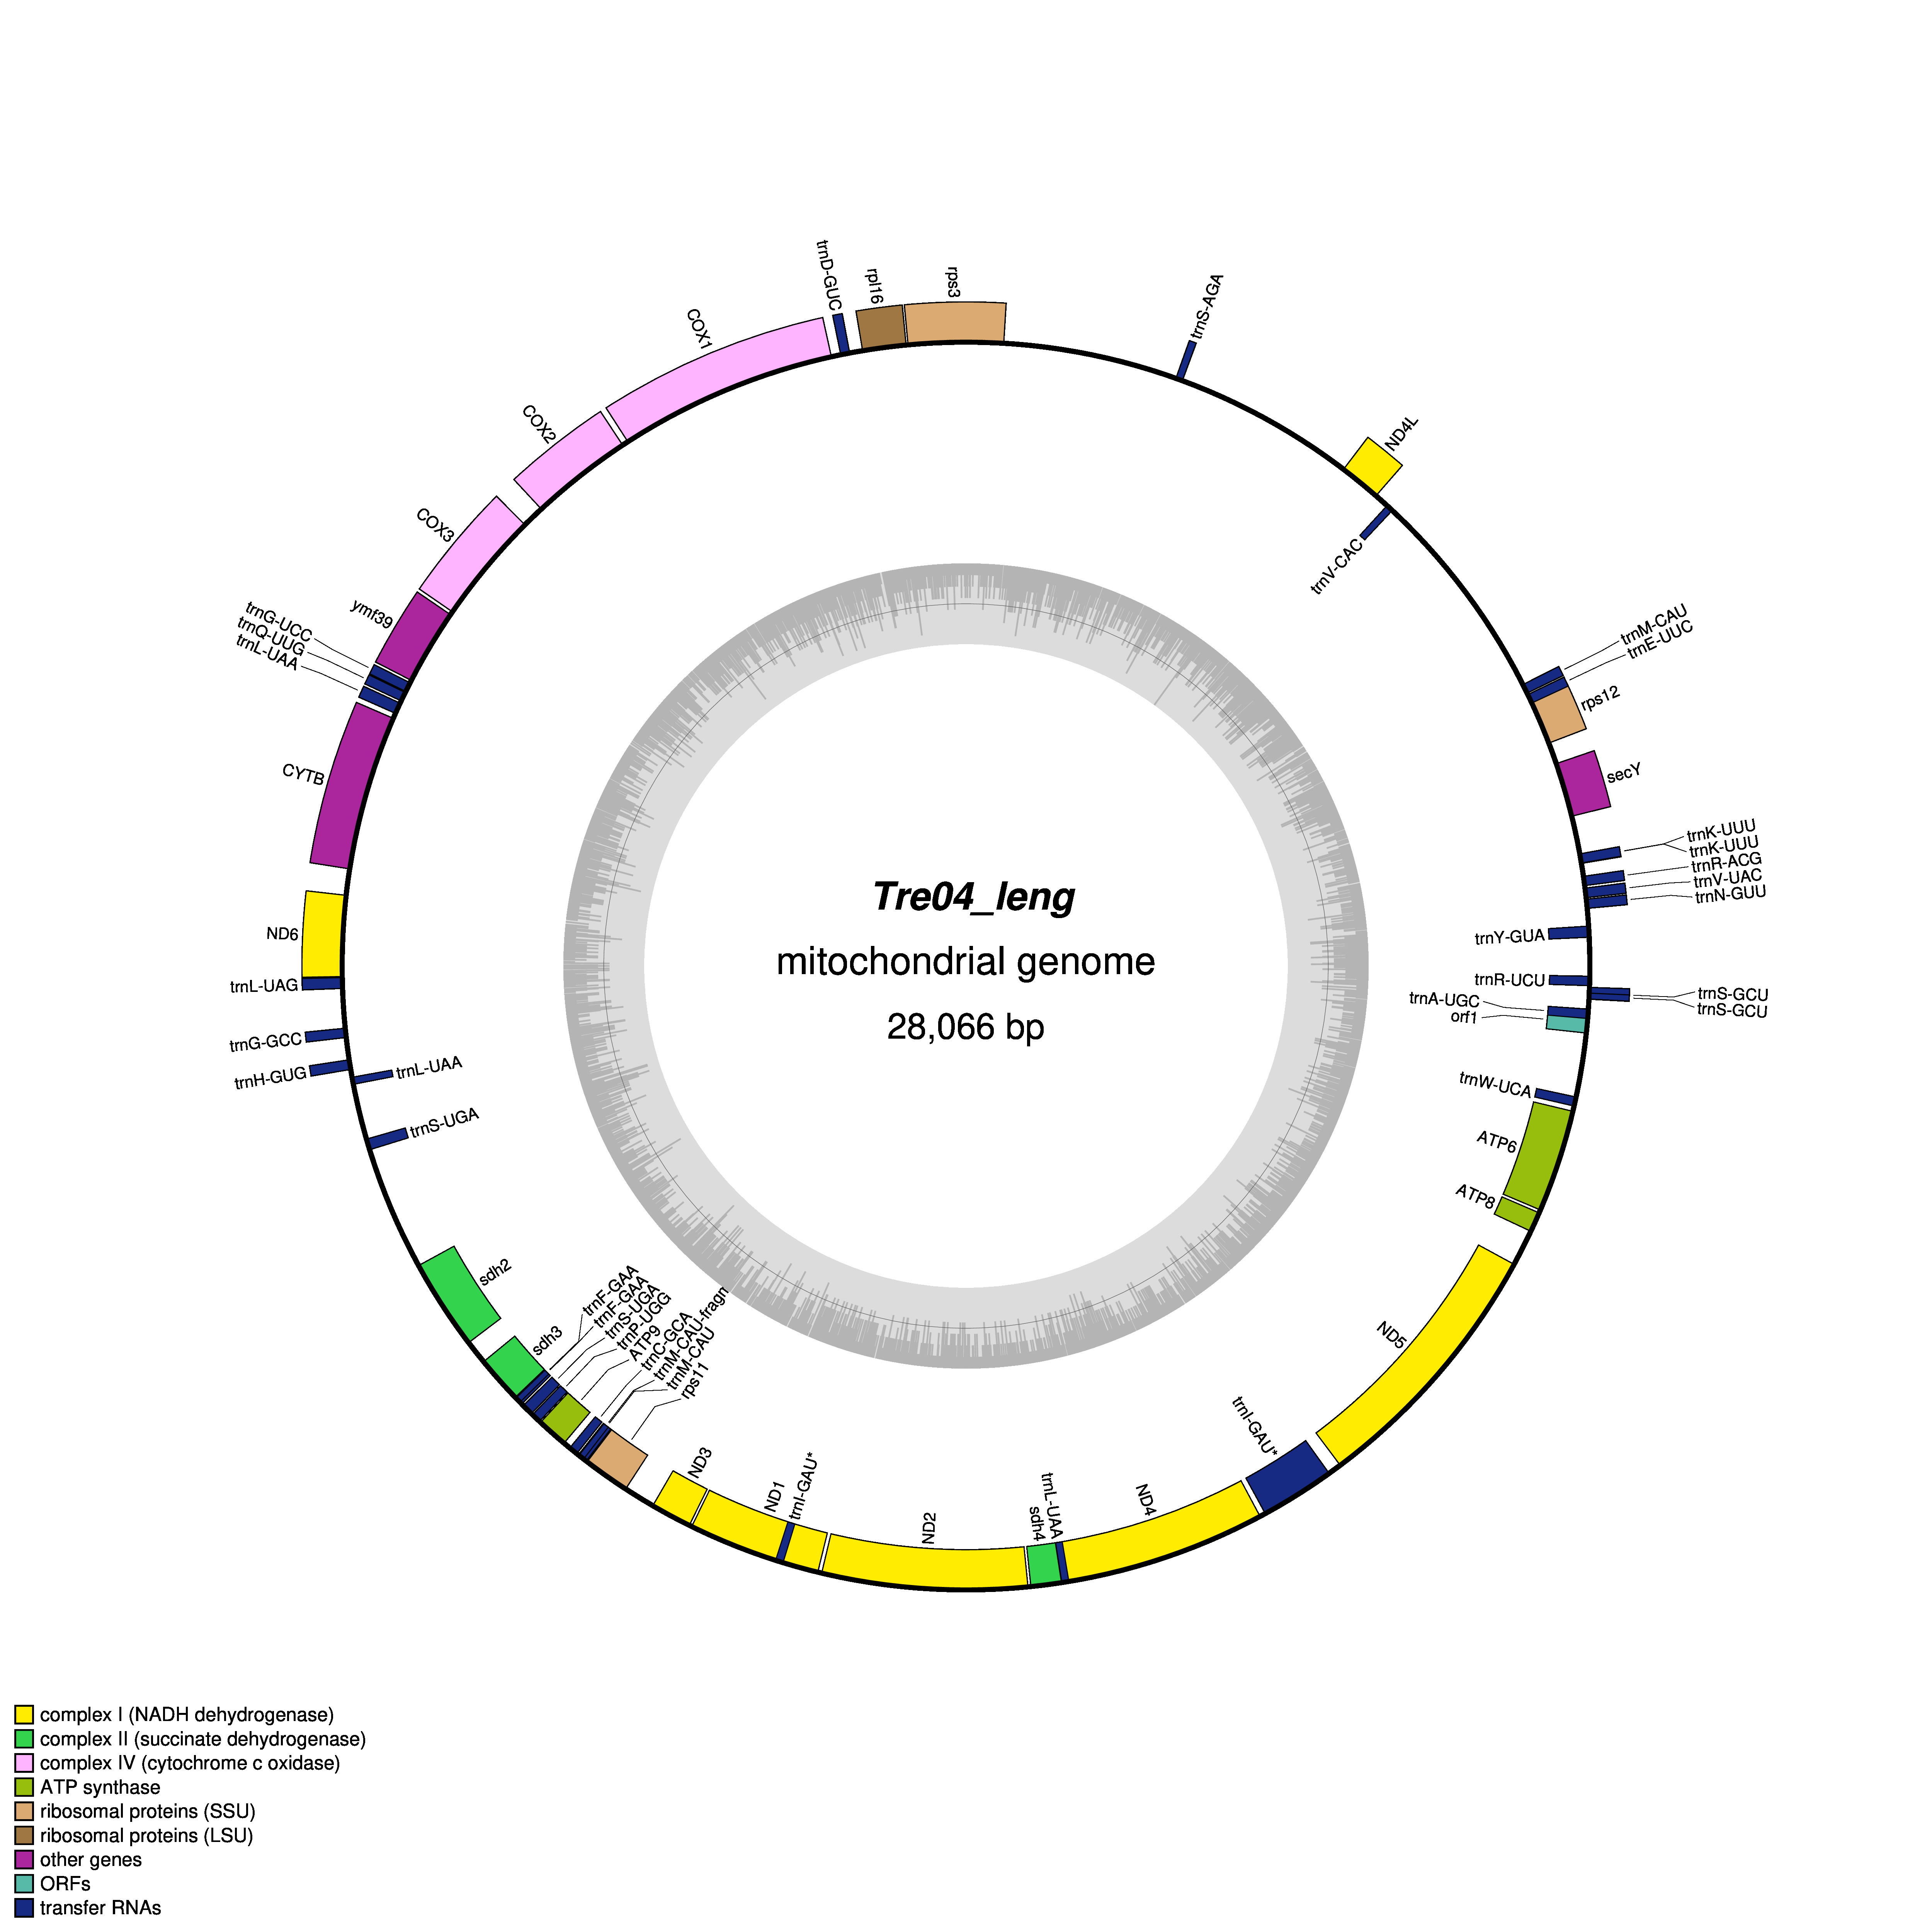 trnD-GUC
rpl16
rps3
trnS-AGA
COX1
COX2
ND4L
COX3
trnV-CAC
ymf39
trnG-UCC
trnQ-UUG
trnL-UAA
trnM-CAU
trnE-UUC
rps12
CYTB
secY
trnK-UUU
trnK-UUU
trnR-ACG
trnV-UAC
trnN-GUU
ND6
trnY-GUA
trnL-UAG
trnR-UCU
trnS-GCU
trnS-GCU
trnA-UGC
orf1
trnG-GCC
trnH-GUG
trnL-UAA
trnW-UCA
trnS-UGA
ATP6
ATP8
Tre04_leng
mitochondrial genome
28,066 bp
sdh2
sdh3
trnF-GAA
trnF-GAA
trnS-UGA
trnP-UGG
ATP9
trnC-GCA
trnM-CAU-fragm
trnM-CAU
rps11
ND5
trnI-GAU*
ND3
ND1
trnI-GAU*
ND2
sdh4
trnL-UAA
ND4
complex I (NADH dehydrogenase)
complex II (succinate dehydrogenase)
complex IV (cytochrome c oxidase)
ATP synthase
ribosomal proteins (SSU)
ribosomal proteins (LSU)
other genes
ORFs
transfer RNAs